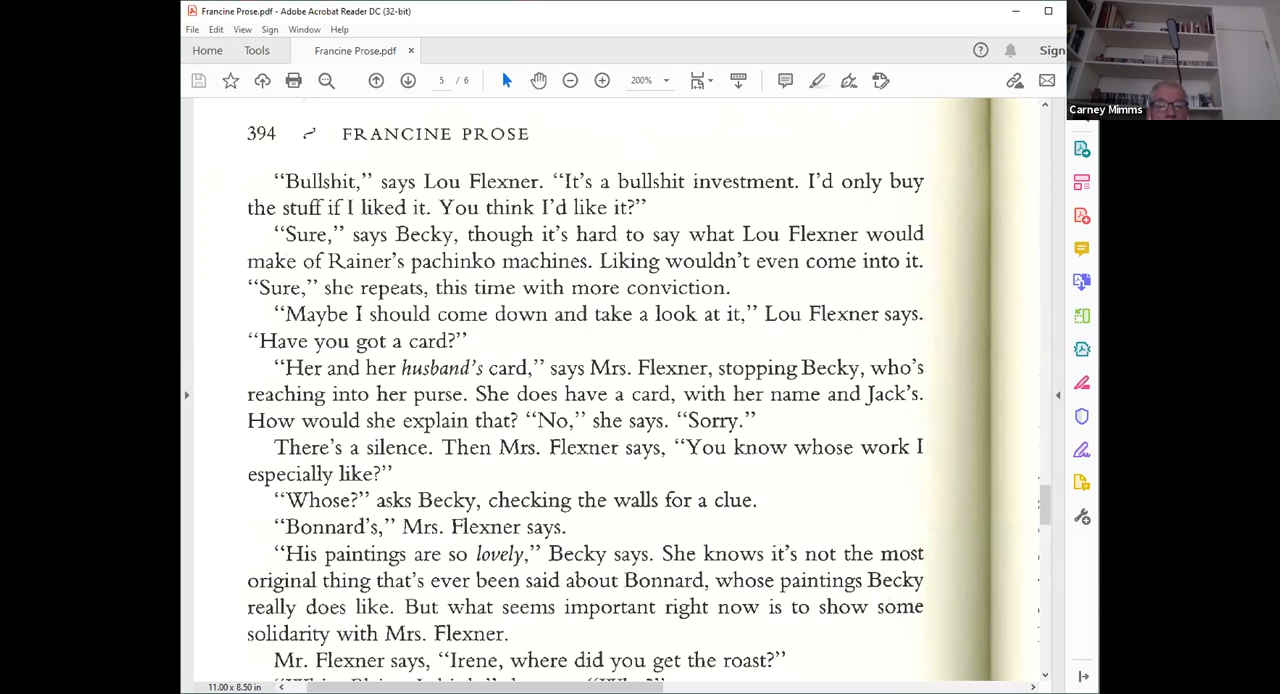 Francine Prose.pdf - Adobe Acrobat Reader DC (32-bit)
File Edit View Sign Window Help
Home Tools Francine Prose.pdf × Sign
5 / 6 200%
Carney Mimms
394 FRANCINE PROSE
“Bullshit,” says Lou Flexner. “It’s a bullshit investment. I’d only buy
the stuff if I liked it. You think I’d like it?”
“Sure,” says Becky, though it’s hard to say what Lou Flexner would
make of Rainer’s pachinko machines. Liking wouldn’t even come into it.
“Sure,” she repeats, this time with more conviction.
“Maybe I should come down and take a look at it,” Lou Flexner says.
“Have you got a card?”
“Her and her husband’s card,” says Mrs. Flexner, stopping Becky, who’s
reaching into her purse. She does have a card, with her name and Jack’s.
How would she explain that? “No,” she says. “Sorry.”
There’s a silence. Then Mrs. Flexner says, “You know whose work I
especially like?”
“Whose?” asks Becky, checking the walls for a clue.
“Bonnard’s,” Mrs. Flexner says.
“His paintings are so lovely,” Becky says. She knows it’s not the most
original thing that’s ever been said about Bonnard, whose paintings Becky
really does like. But what seems important right now is to show some
solidarity with Mrs. Flexner.
Mr. Flexner says, “Irene, where did you get the roast?”
11.00 x 8.50 in